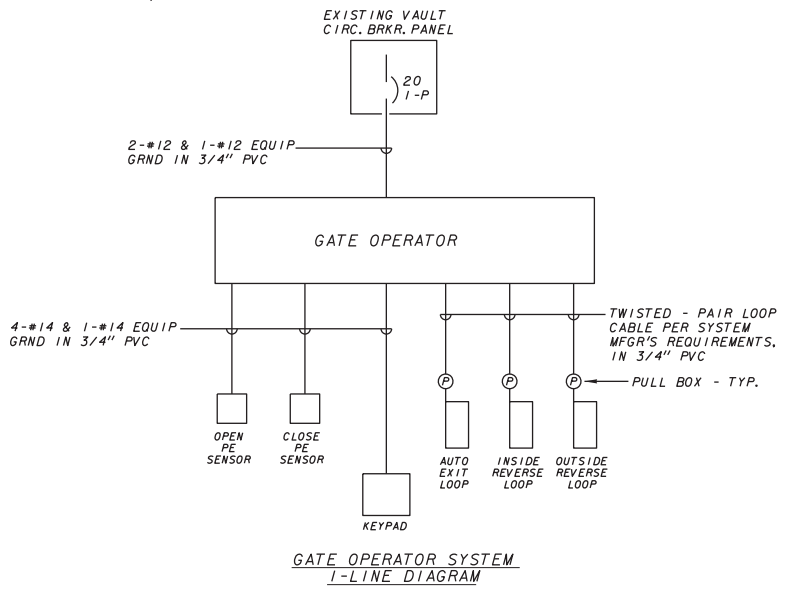 EXISTING VAULT
CIRC. BRKR. PANEL
20
1-P
2-#12 & 1-#12 EQUIP
GRND IN 3/4" PVC
GATE OPERATOR
4-#14 & 1-#14 EQUIP
GRND IN 3/4" PVC
TWISTED - PAIR LOOP
CABLE PER SYSTEM
MFGR'S REQUIREMENTS,
IN 3/4" PVC
P
P
P
PULL BOX - TYP.
OPEN
PE
SENSOR
CLOSE
PE
SENSOR
AUTO
EXIT
LOOP
INSIDE
REVERSE
LOOP
OUTSIDE
REVERSE
LOOP
KEYPAD
GATE OPERATOR SYSTEM
1-LINE DIAGRAM